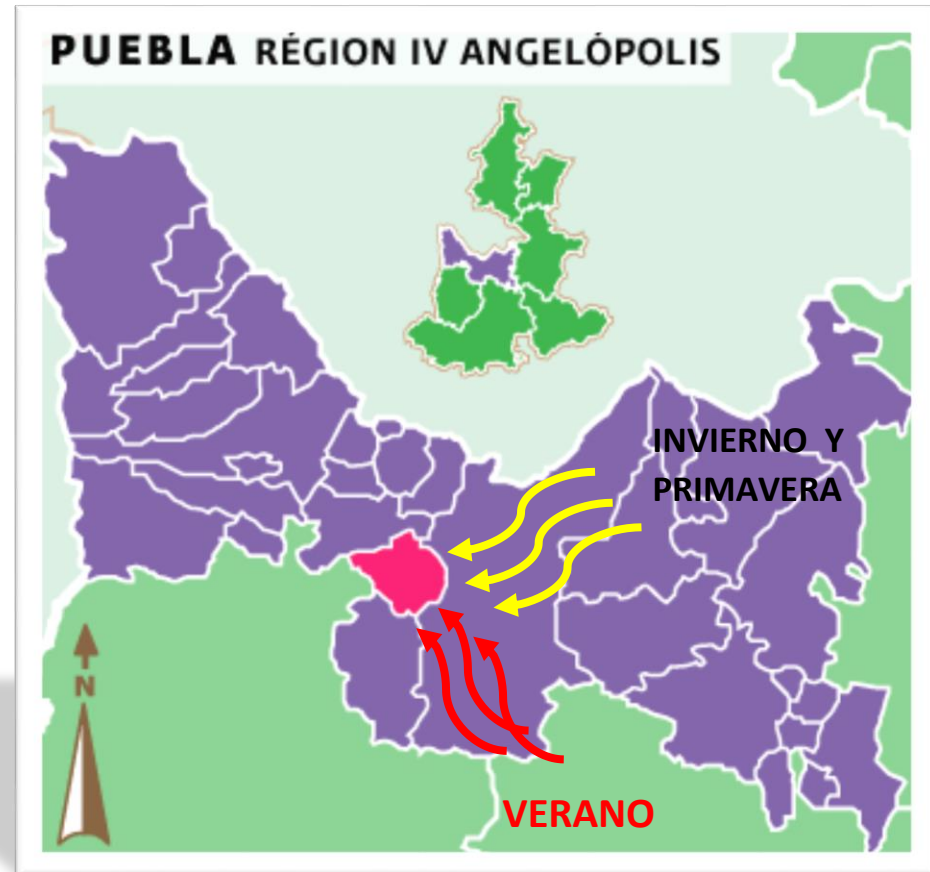 PUEBLA RÉGION IV ANGELÓPOLIS
INVIERNO Y
PRIMAVERA
N
VERANO